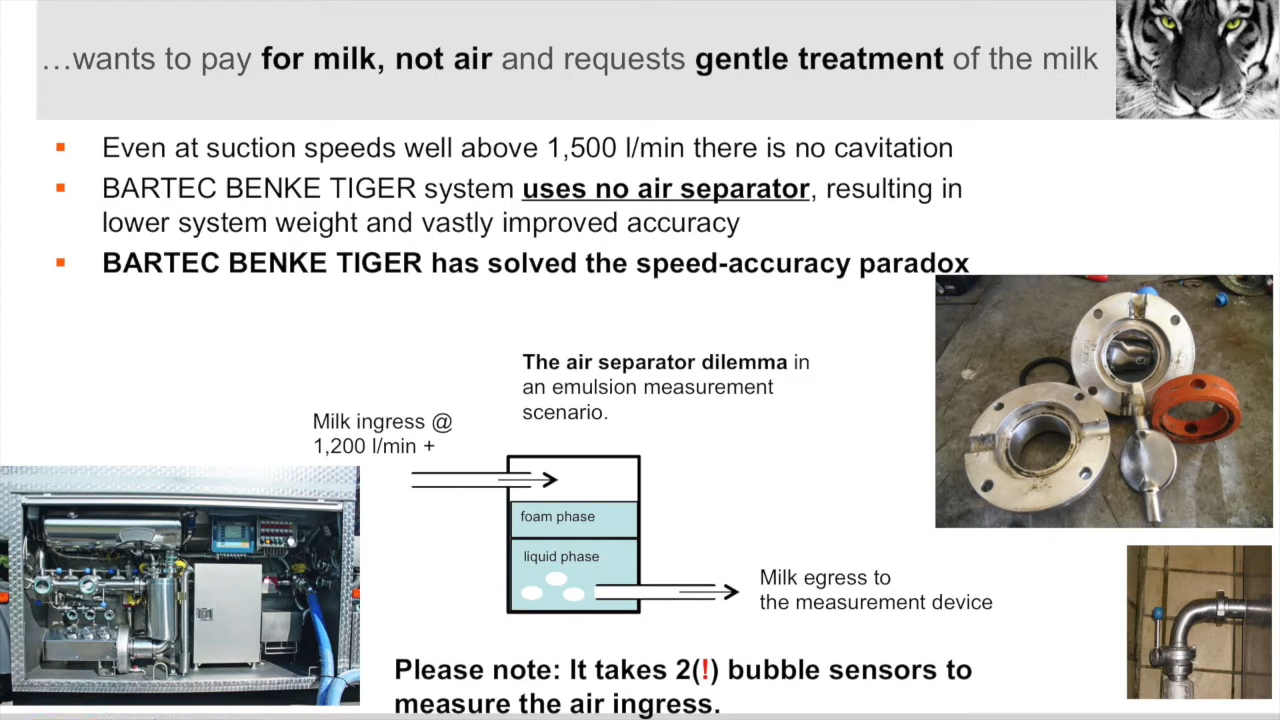 …wants to pay for milk, not air and requests gentle treatment of the milk
Even at suction speeds well above 1,500 l/min there is no cavitation
BARTEC BENKE TIGER system uses no air separator, resulting in
lower system weight and vastly improved accuracy
BARTEC BENKE TIGER has solved the speed-accuracy paradox
The air separator dilemma in
an emulsion measurement
scenario.
Milk ingress @
1,200 l/min +
foam phase
liquid phase
Milk egress to
the measurement device
Please note: It takes 2(!) bubble sensors to
measure the air ingress.